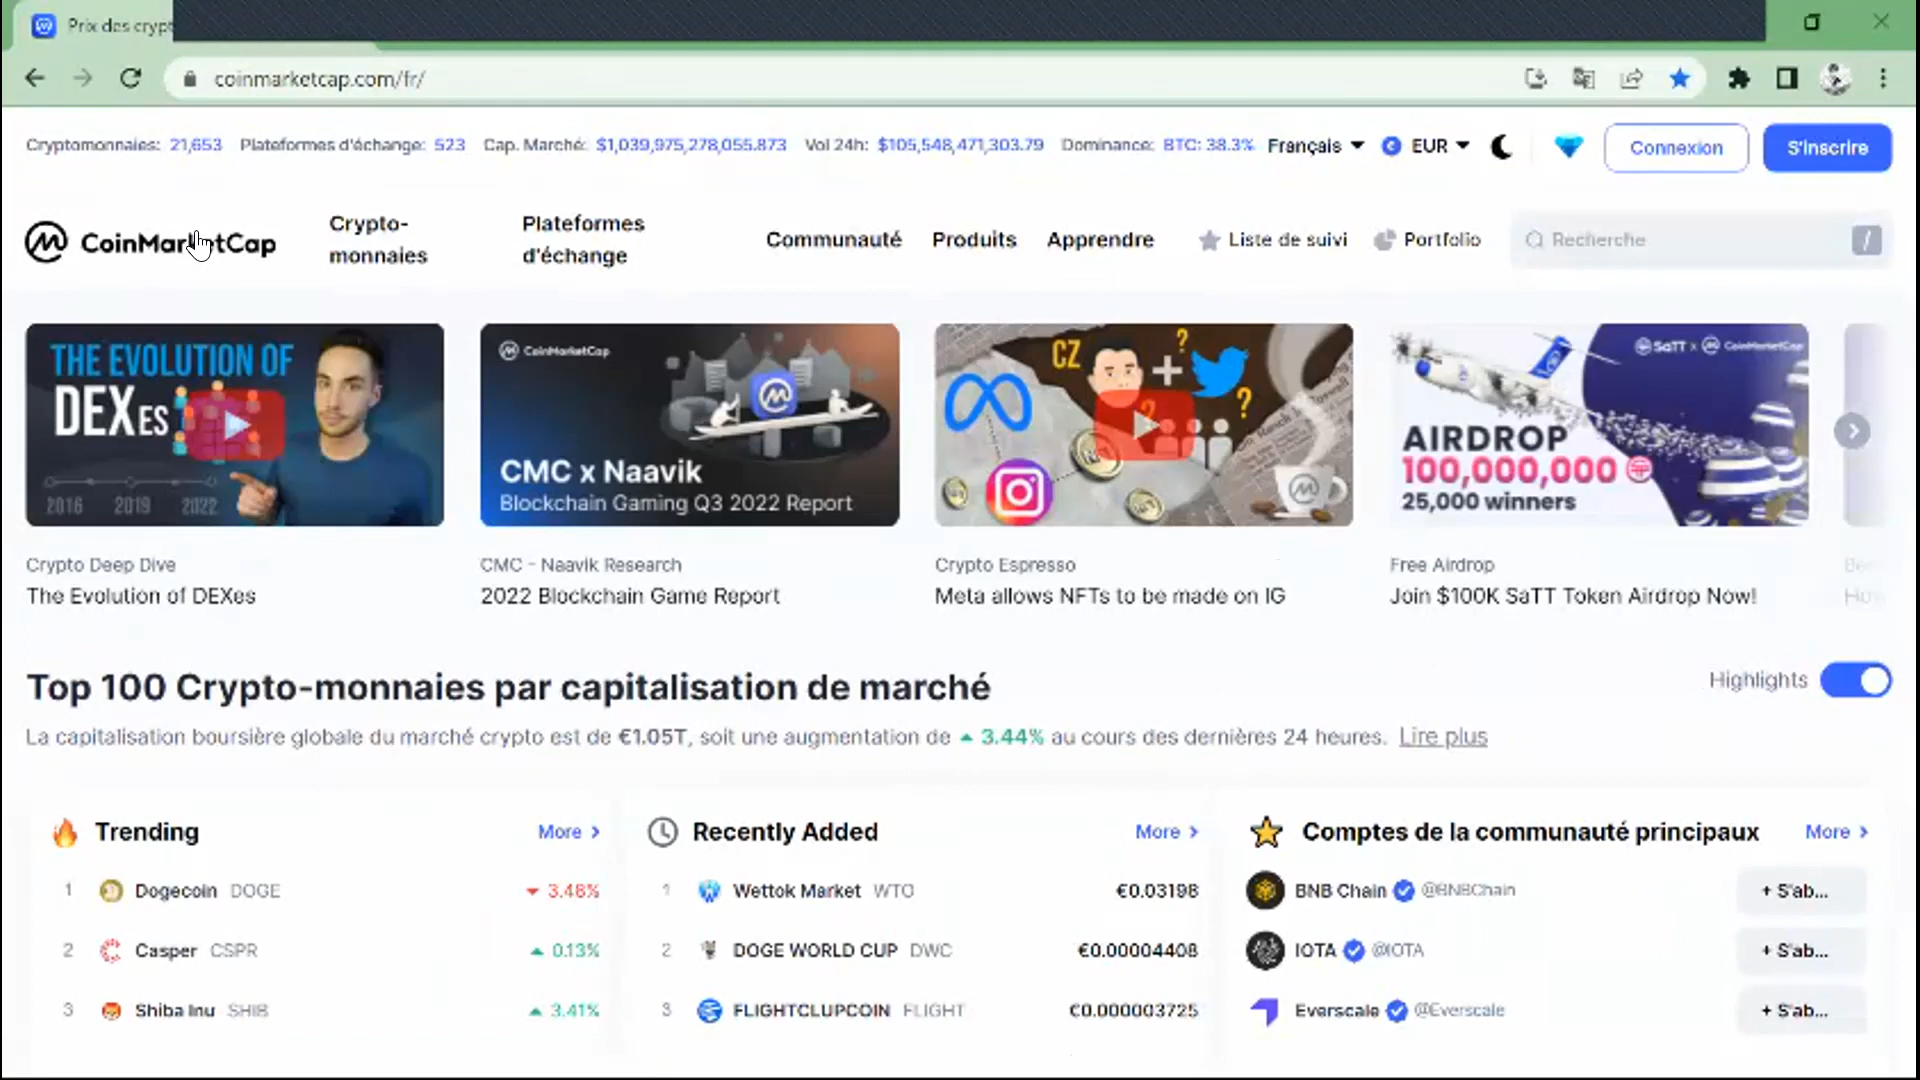 Prix des crypt
coinmarketcap.com/fr/
Cryptomonnaies: 21,653 Plateformes d'échange: 523 Cap. Marché: $1,039,975,278,055.873 Vol 24h: $105,548,471,303.79 Dominance: BTC: 38.3% Français EUR Connexion S'inscrire
CoinMarketCap
Crypto-
monnaies
Plateformes
d'échange
Communauté Produits Apprendre Liste de suivi Portfolio Recherche /
THE EVOLUTION OF
DEXES
2016 2019 2022
CoinMarketCap
CMC x Naavik
Blockchain Gaming Q3 2022 Report
CZ
SaTT x CoinMarketCap
AIRDROP
100,000,000
25,000 winners
Crypto Deep Dive
The Evolution of DEXes
CMC - Naavik Research
2022 Blockchain Game Report
Crypto Espresso
Meta allows NFTs to be made on IG
Free Airdrop
Join $100K SaTT Token Airdrop Now!
Top 100 Crypto-monnaies par capitalisation de marché
Highlights
La capitalisation boursière globale du marché crypto est de €1.05T, soit une augmentation de 3.44% au cours des dernières 24 heures. Lire plus
Trending More
1 Dogecoin DOGE 3.48%
2 Casper CSPR 0.13%
3 Shiba Inu SHIB 3.41%
Recently Added More
1 Wettok Market WTO €0.03198
2 DOGE WORLD CUP DWC €0.00004408
3 FLIGHTCLUPCOIN FLIGHT €0.000003725
Comptes de la communauté principaux More
BNB Chain @BNBChain + S'ab...
IOTA @IOTA + S'ab...
Everscale @Everscale + S'ab...